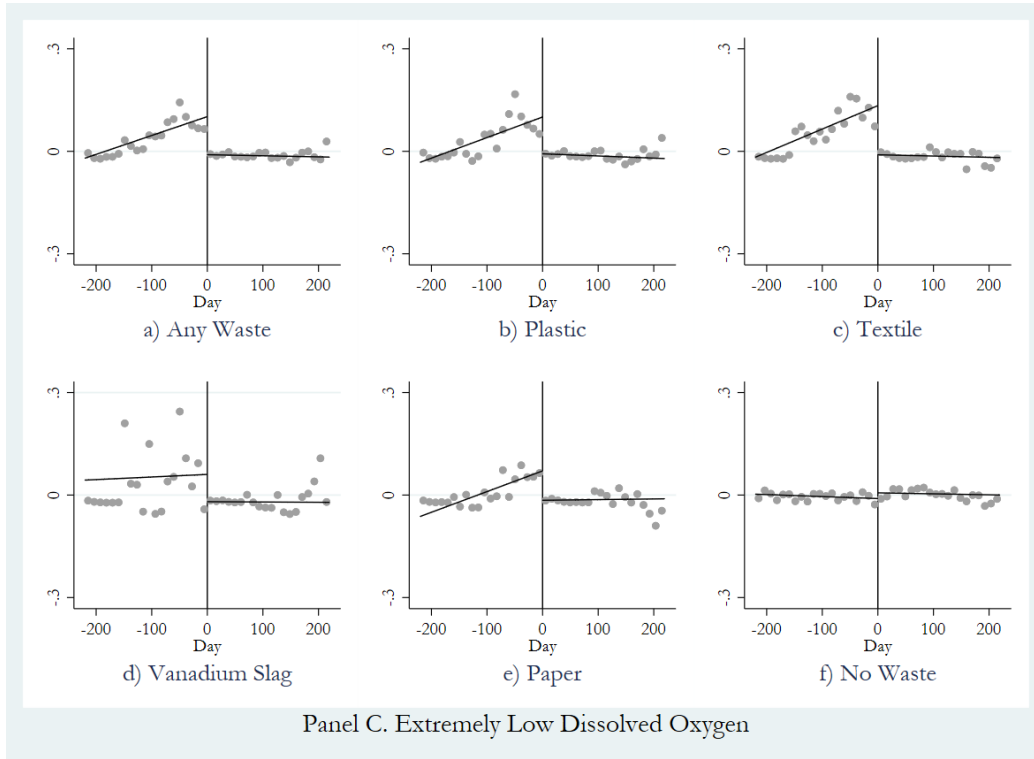 .3
0
-.3
-200 -100 0 100 200
Day
a) Any Waste
.3
0
-.3
-200 -100 0 100 200
Day
b) Plastic
.3
0
-.3
-200 -100 0 100 200
Day
c) Textile
.3
0
-.3
-200 -100 0 100 200
Day
d) Vanadium Slag
.3
0
-.3
-200 -100 0 100 200
Day
e) Paper
.3
0
-.3
-200 -100 0 100 200
Day
f) No Waste
Panel C. Extremely Low Dissolved Oxygen